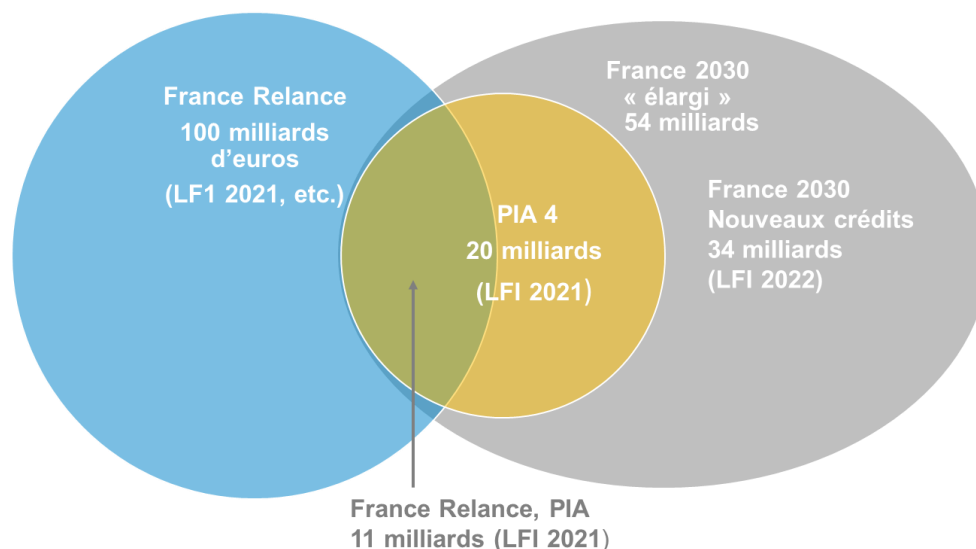 France Relance
100 milliards
d'euros
(LF1 2021, etc.)
France 2030
« élargi »
54 milliards
PIA 4
20 milliards
(LFI 2021)
France 2030
Nouveaux crédits
34 milliards
(LFI 2022)
France Relance, PIA
11 milliards (LFI 2021)